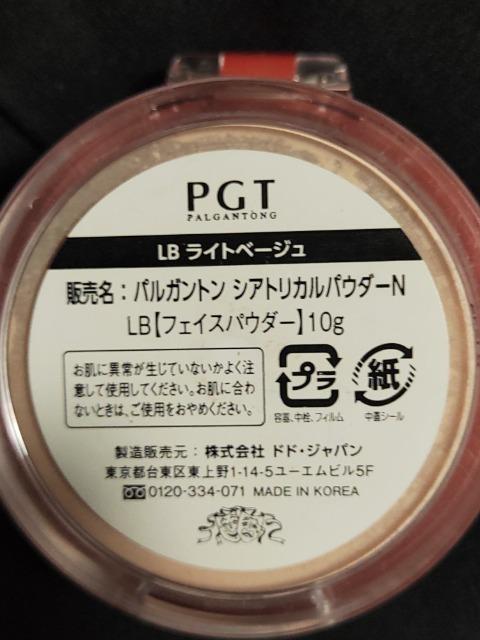 PGT
PALGANTONG
LB ライトベージュ
販売名：パルガントン シアトリカルパウダーN
LB【フェイスパウダー】10g
お肌に異常が生じていないかよく注
意して使用してください。お肌に合わ
ないときは、ご使用をおやめください。
プラ
容器、中栓、フィルム
紙
中蓋シール
製造販売元：株式会社 ドド・ジャパン
東京都台東区東上野1-14-5ユーエムビル5F
0120-334-071 MADE IN KOREA